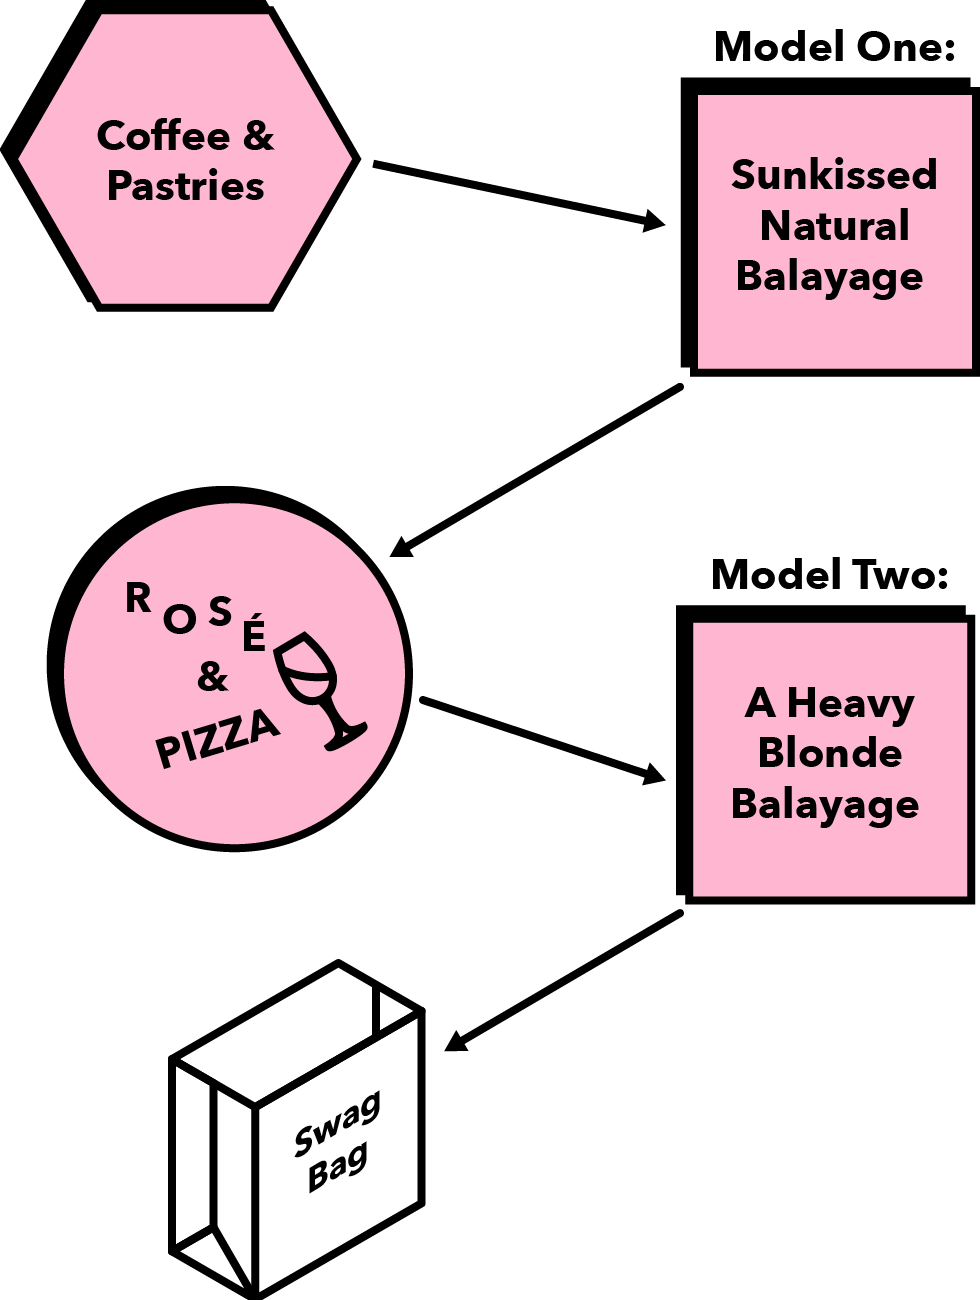 Coffee &
Pastries
Model One:
Sunkissed
Natural
Balayage
ROSÉ
&
PIZZA
Model Two:
A Heavy
Blonde
Balayage
Swag
Bag